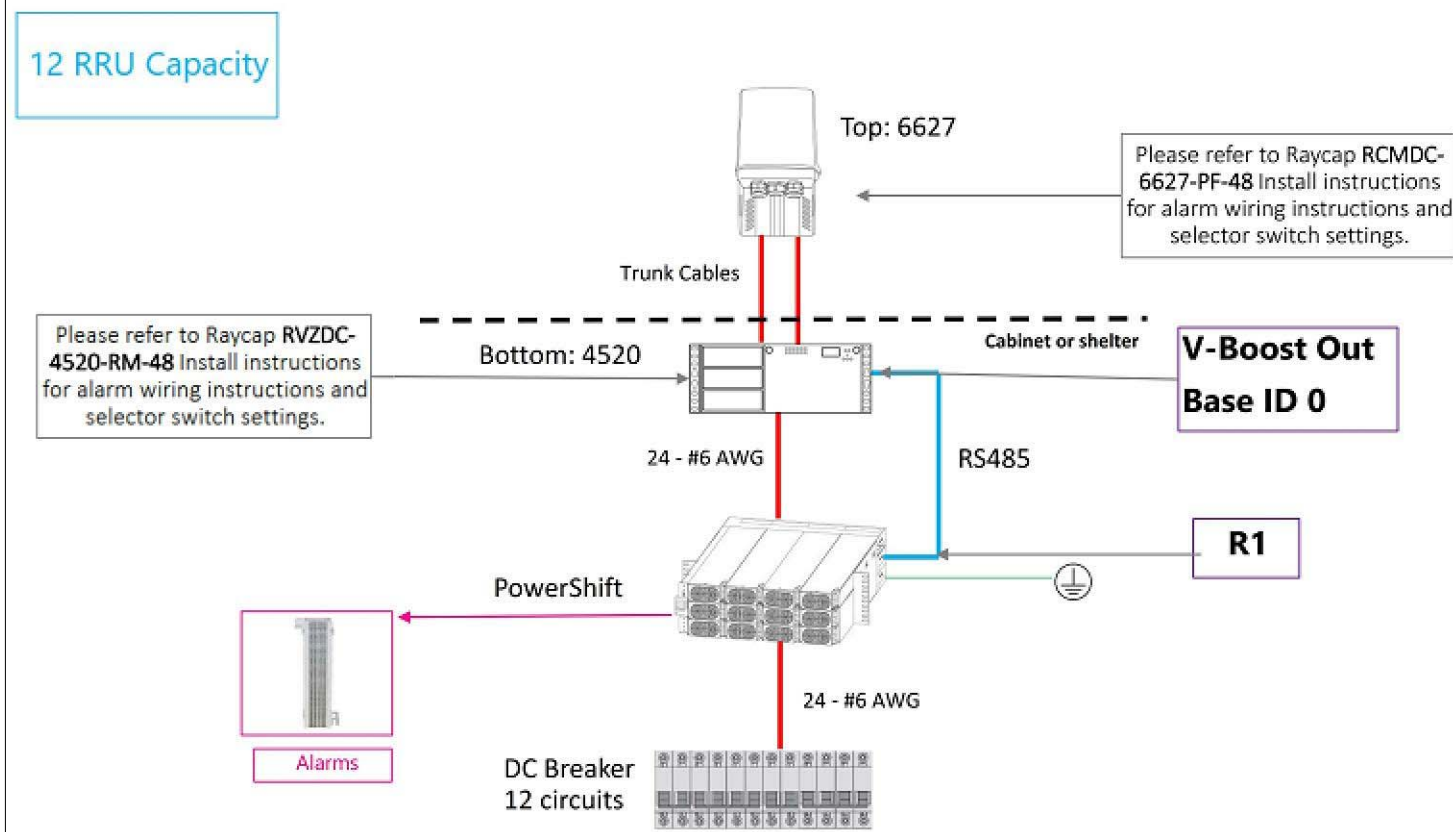 12 RRU Capacity
Top: 6627
Please refer to Raycap RCMDC-
6627-PF-48 Install instructions
for alarm wiring instructions and
selector switch settings.
Trunk Cables
Please refer to Raycap RVZDC-
4520-RM-48 Install instructions
for alarm wiring instructions and
selector switch settings.
Bottom: 4520
Cabinet or shelter
V-Boost Out
Base ID 0
24 - #6 AWG
RS485
R1
PowerShift
Alarms
24 - #6 AWG
DC Breaker
12 circuits